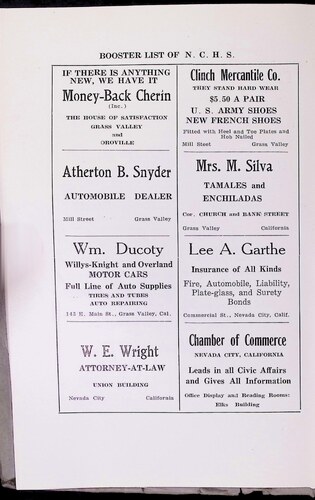 BOOSTER LIST OF N. C. H. S.
IF THERE IS ANYTHING
NEW, WE HAVE IT
Money-Back Cherin
(Inc.)
THE HOUSE OF SATISFACTION
GRASS VALLEY
and
OROVILLE
Clinch Mercantile Co.
THEY STAND HARD WEAR
$5.50 A PAIR
U. S. ARMY SHOES
NEW FRENCH SHOES
Fitted with Heel and Toe Plates and
Hob Nailed
Mill Steet Grass Valley
Atherton B. Snyder
AUTOMOBILE DEALER
Mill Street Grass Valley
Mrs. M. Silva
TAMALES and
ENCHILADAS
Cor. CHURCH and BANK STREEY
Grass Valley California
Wm. Ducoty
Willys-Knight and Overland
MOTOR CARS
Full Line of Auto Supplies
TIRES AND TUBES
AUTO REPAIRING
Main St., Grass Valley, Cal.
Lee A. Garthe
Insurance of All Kinds
Fire, Automobile, Liability,
Plate-glass, and Surety
Bonds
Commercial St., Nevada City, Calif.
W. E. Wright
ATTORNEY-AT-LAW
UNION BUILDING
Nevada City California
Chamber of Commerce
NEVADA CITY, CALIFORNIA
Leads in all Civic Affairs
and Gives All Information
Office Display and Reading Rooms:
Elks Building